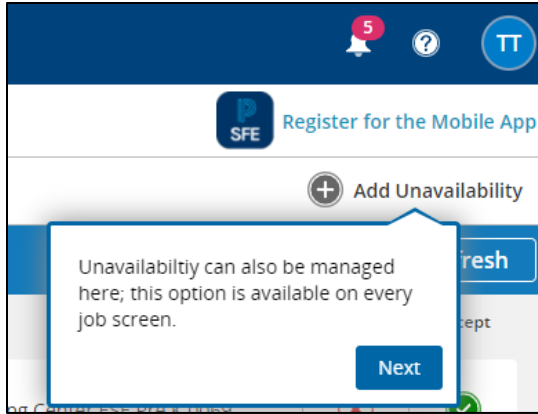 5
?
TT
SFE
Register for the Mobile App
Add Unavailability
Unavailabiltiy can also be managed
here; this option is available on every
job screen.
Next
fresh
cept